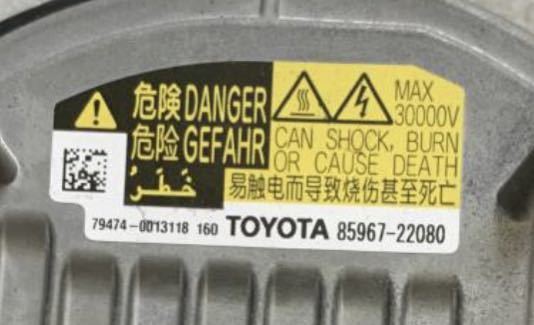 危険 DANGER
危险 GEFAHR
خَطَرٌ
MAX
30000V
CAN SHOCK, BURN
OR CAUSE DEATH
易触电而导致烧伤甚至死亡
79474-0013118 160 TOYOTA 85967-22080